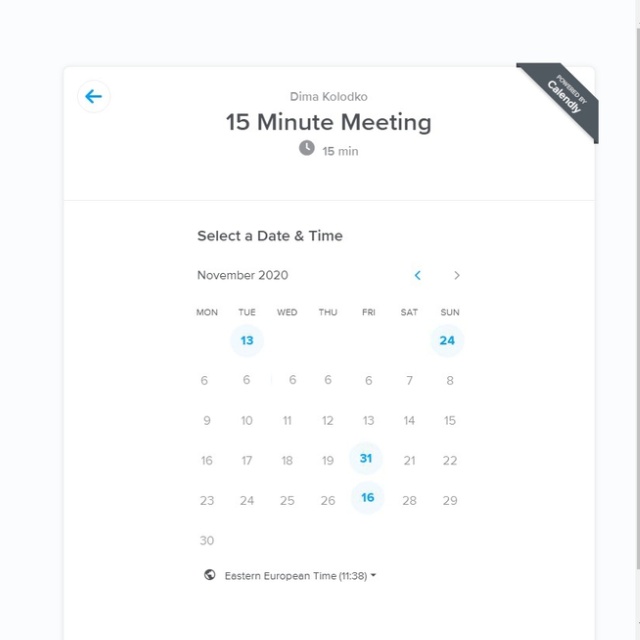 POWERED BY
Calendly
Dima Kolodko
15 Minute Meeting
15 min
Select a Date & Time
November 2020
MON TUE WED THU FRI SAT SUN
13 24
6 6 6 6 6 7 8
9 10 11 12 13 14 15
16 17 18 19 31 21 22
23 24 25 26 16 28 29
30
Eastern European Time (11:38)